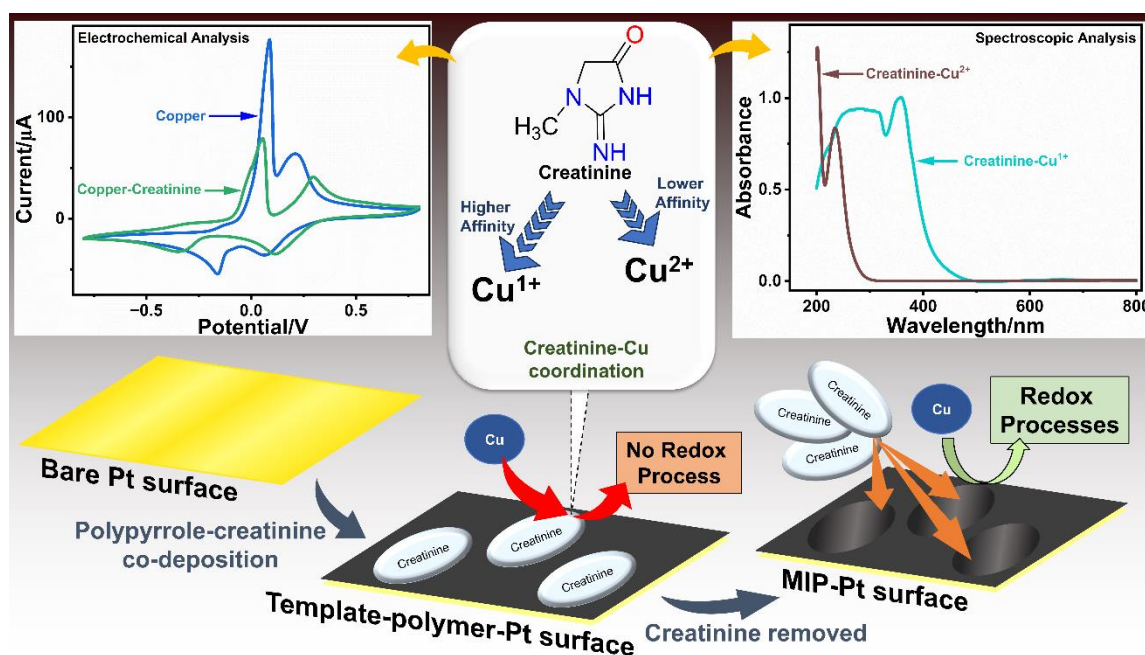 Electrochemical Analysis
Current/µA
100
0
Copper
Copper-Creatinine
−0.5
0.0
0.5
Potential/V
O
N
NH
H₃C
NH
Creatinine
Higher
Affinity
Lower
Affinity
Cu¹⁺
Cu²⁺
Creatinine-Cu
coordination
Spectroscopic Analysis
Absorbance
1.0
0.5
0.0
Creatinine-Cu²⁺
Creatinine-Cu¹⁺
200
400
600
800
Wavelength/nm
Bare Pt surface
Polypyrrole-creatinine
co-deposition
Cu
No Redox
Process
Creatinine
Creatinine
Creatinine
Template-polymer-Pt surface
Creatinine removed
Creatinine
Creatinine
Creatinine
Cu
Redox
Processes
MIP-Pt surface